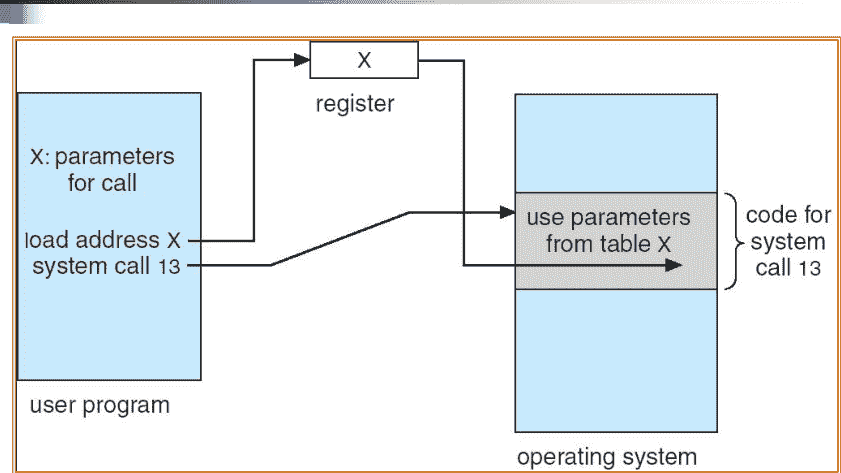 X
register
X: parameters
for call
load address X
system call 13
user program
use parameters
from table X
code for
system
call 13
operating system